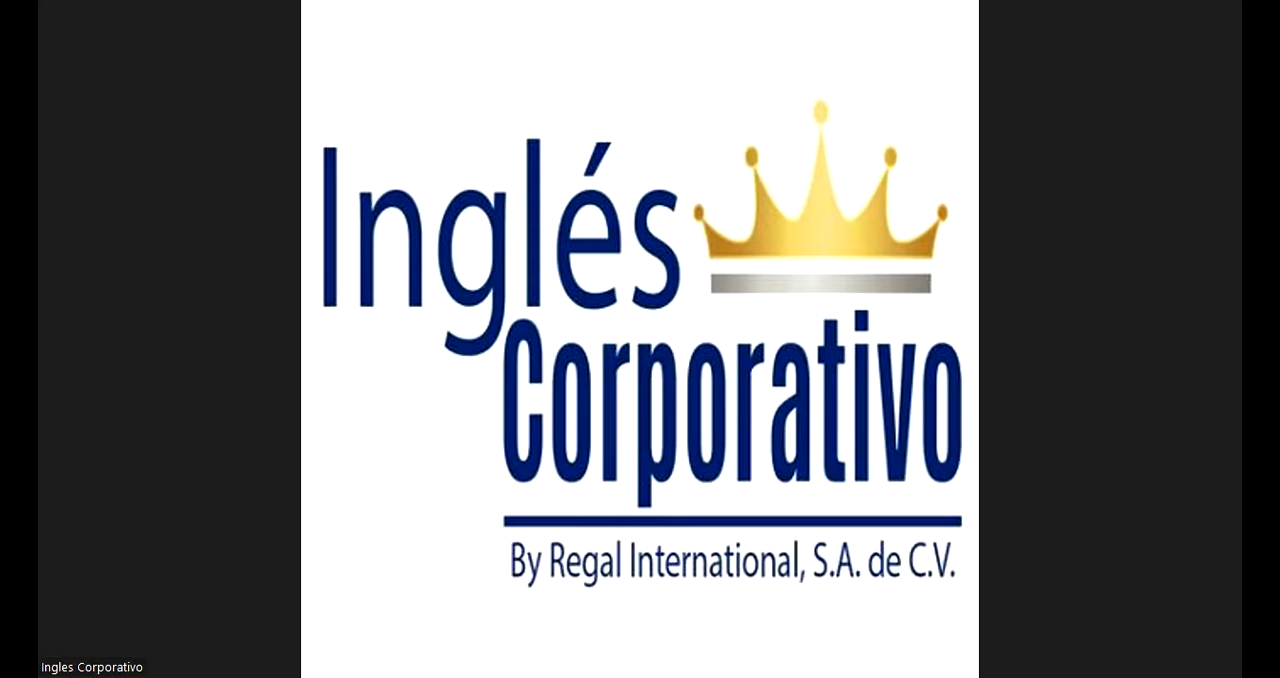 Inglés
Corporativo
By Regal International, S.A. de C.V.
Ingles Corporativo